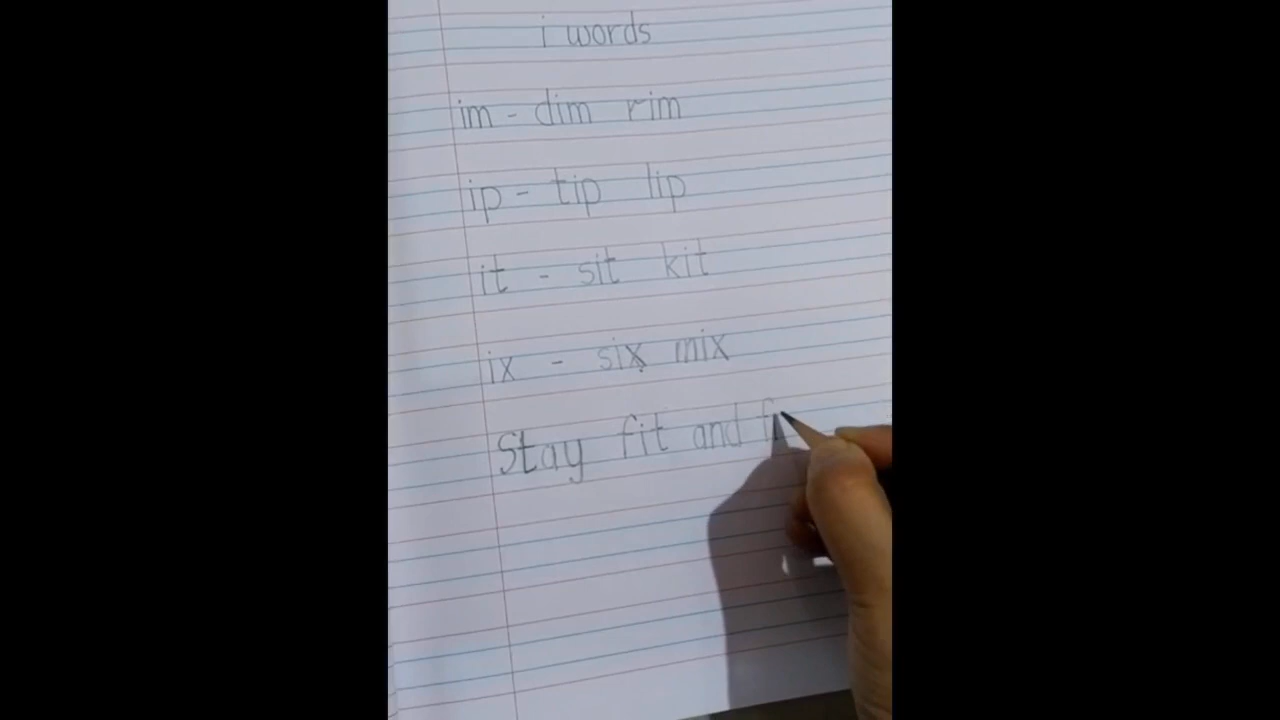 i words
im - dim rim
ip - tip lip
it - sit kit
ix - six mix
Stay fit and